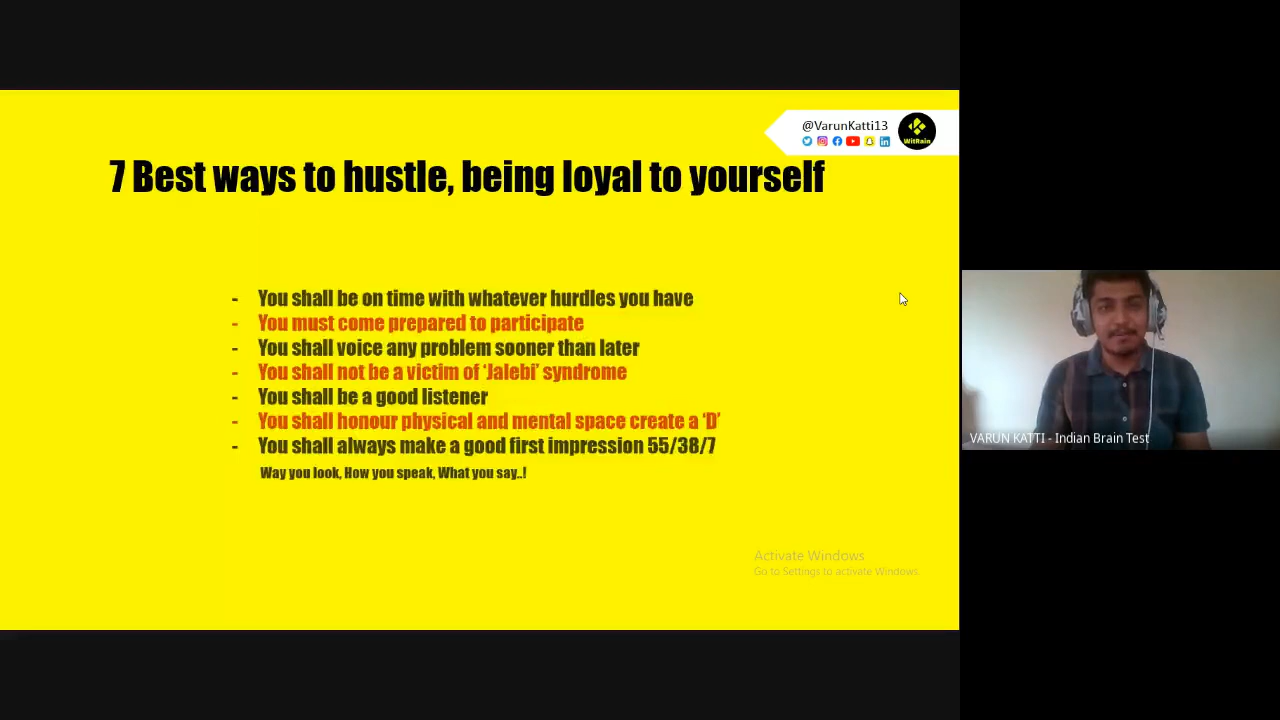 @VarunKatti13
WitRain
7 Best ways to hustle, being loyal to yourself
- You shall be on time with whatever hurdles you have
- You must come prepared to participate
- You shall voice any problem sooner than later
- You shall not be a victim of ‘Jalebi’ syndrome
- You shall be a good listener
- You shall honour physical and mental space create a ‘D’
- You shall always make a good first impression 55/38/7
Way you look, How you speak, What you say..!
Activate Windows
Go to Settings to activate Windows.
VARUN KATTI - Indian Brain Test